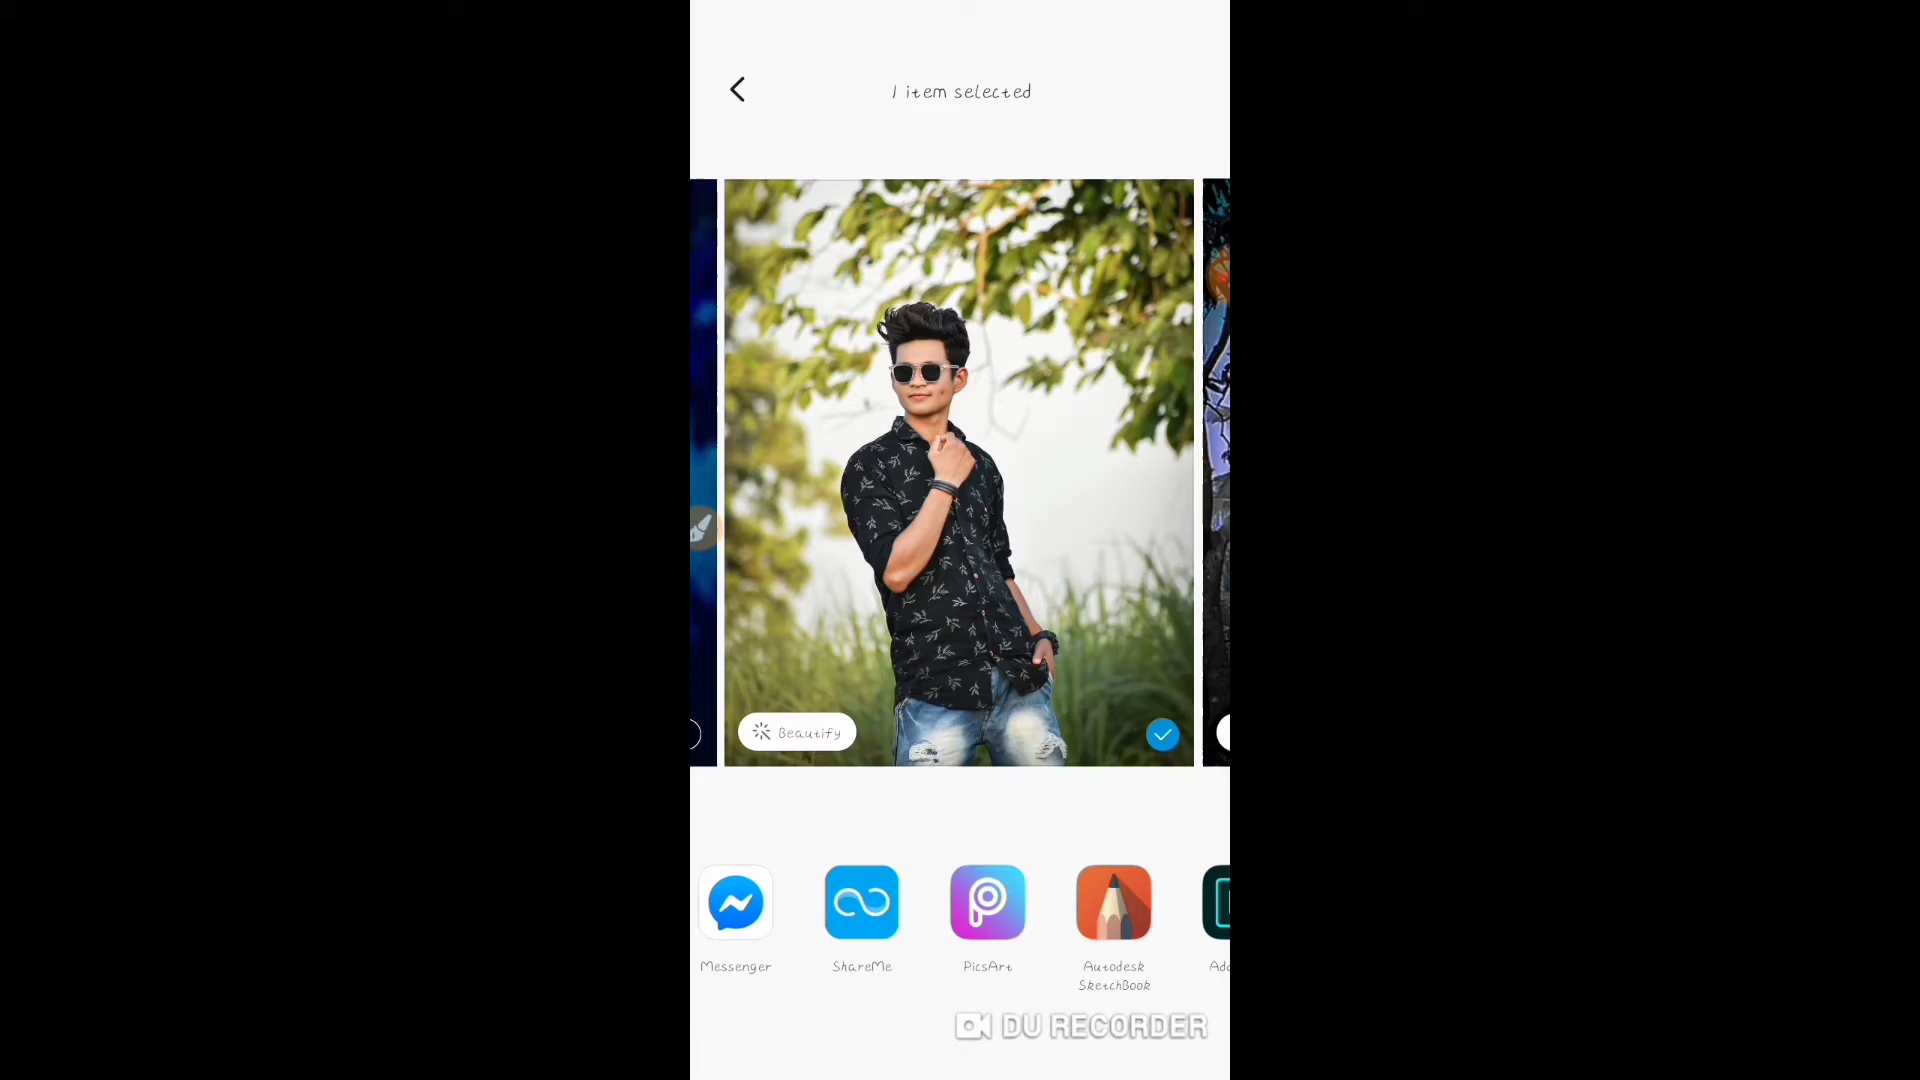 1 item selected
Beautify
Messenger
ShareMe
PicsArt
Autodesk
SketchBook
DU RECORDER